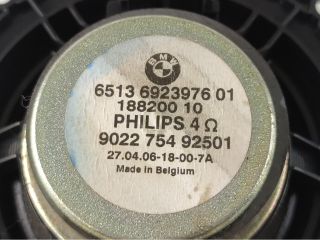 BMW
6513 6923976 01
188200 10
PHILIPS 4 Ω
9022 754 92501
27.04.06-18-00-7A
Made in Belgium